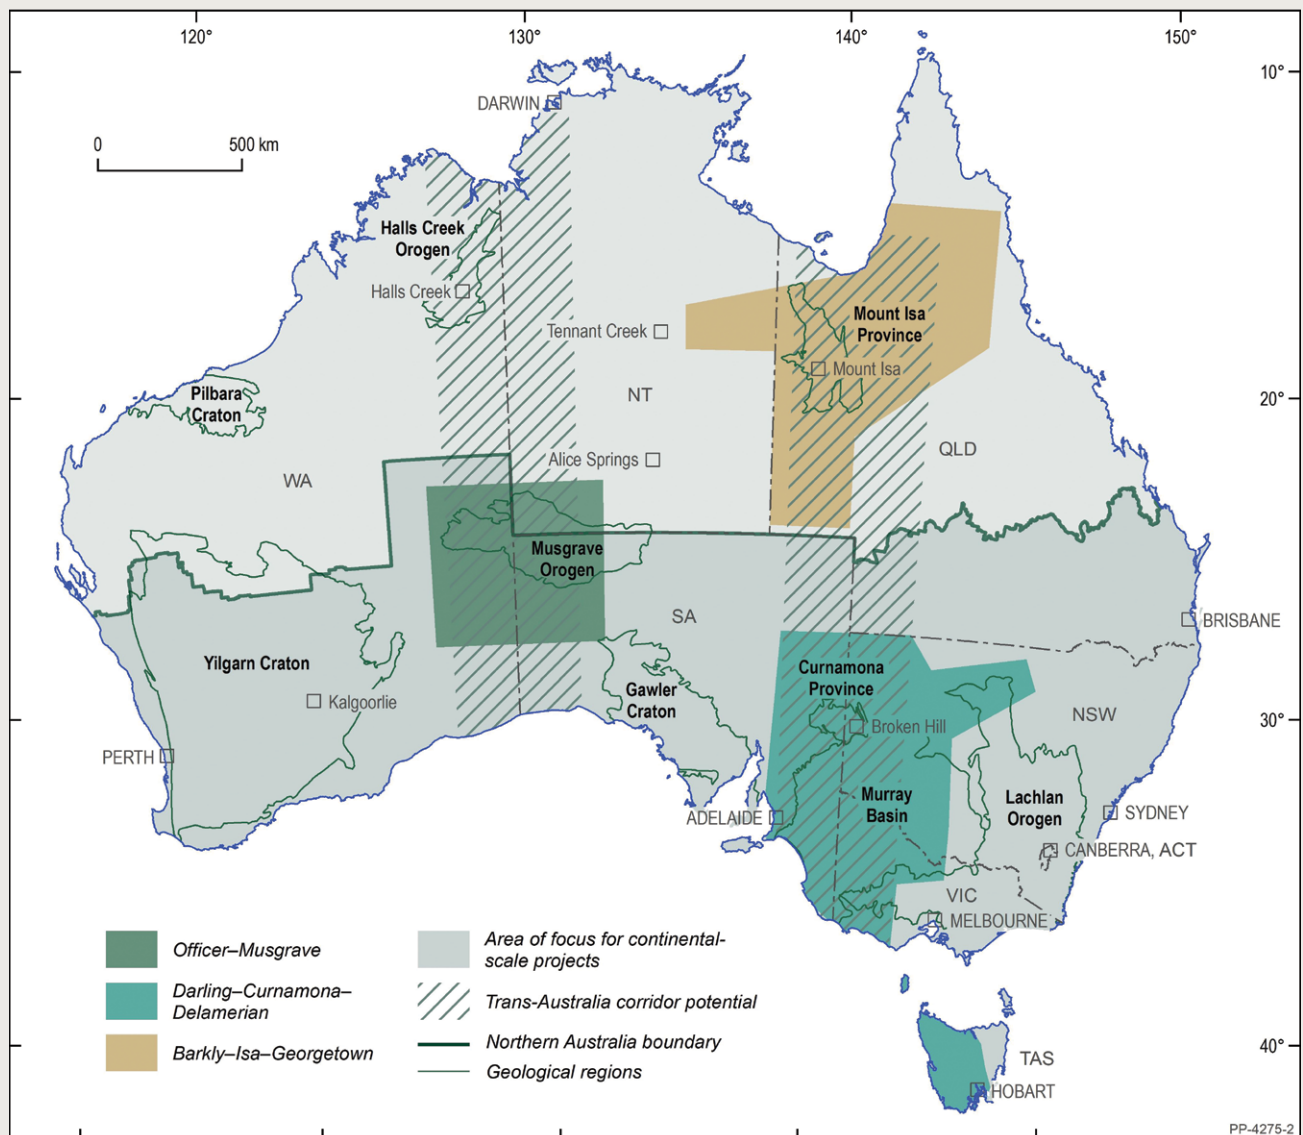 120°
130°
140°
150°
10°
DARWIN
0
500 km
Halls Creek
Orogen
Halls Creek
Tennant Creek
Mount Isa
Province
Mount Isa
NT
Pilbara
Craton
20°
WA
Alice Springs
QLD
Musgrave
Orogen
SA
BRISBANE
Yilgarn Craton
Kalgoorlie
Gawler
Craton
Curnamona
Province
Broken Hill
NSW
30°
PERTH
Murray
Basin
Lachlan
Orogen
ADELAIDE
SYDNEY
CANBERRA, ACT
VIC
MELBOURNE
Officer–Musgrave
Darling–Curnamona–
Delamerian
Barkly–Isa–Georgetown
Area of focus for continental-
scale projects
Trans-Australia corridor potential
Northern Australia boundary
Geological regions
40°
TAS
HOBART
PP-4275-2